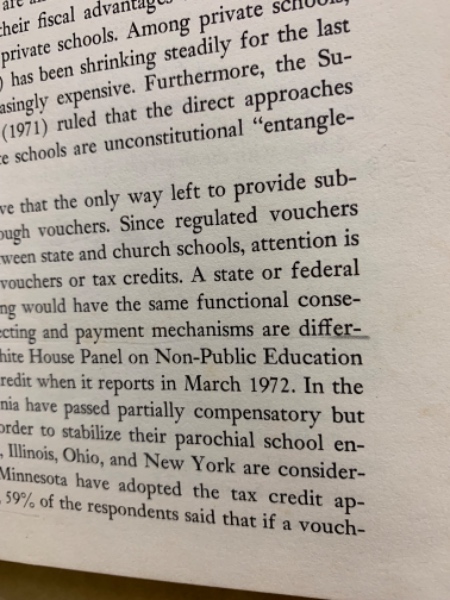 are
their fiscal advantages
private schools. Among private schools,
) has been shrinking steadily for the last
asingly expensive. Furthermore, the Su-
(1971) ruled that the direct approaches
te schools are unconstitutional “entangle-
ve that the only way left to provide sub-
ough vouchers. Since regulated vouchers
ween state and church schools, attention is
vouchers or tax credits. A state or federal
ng would have the same functional conse-
ecting and payment mechanisms are differ-
hite House Panel on Non-Public Education
redit when it reports in March 1972. In the
nia have passed partially compensatory but
order to stabilize their parochial school en-
, Illinois, Ohio, and New York are consider-
Minnesota have adopted the tax credit ap-
, 59% of the respondents said that if a vouch-